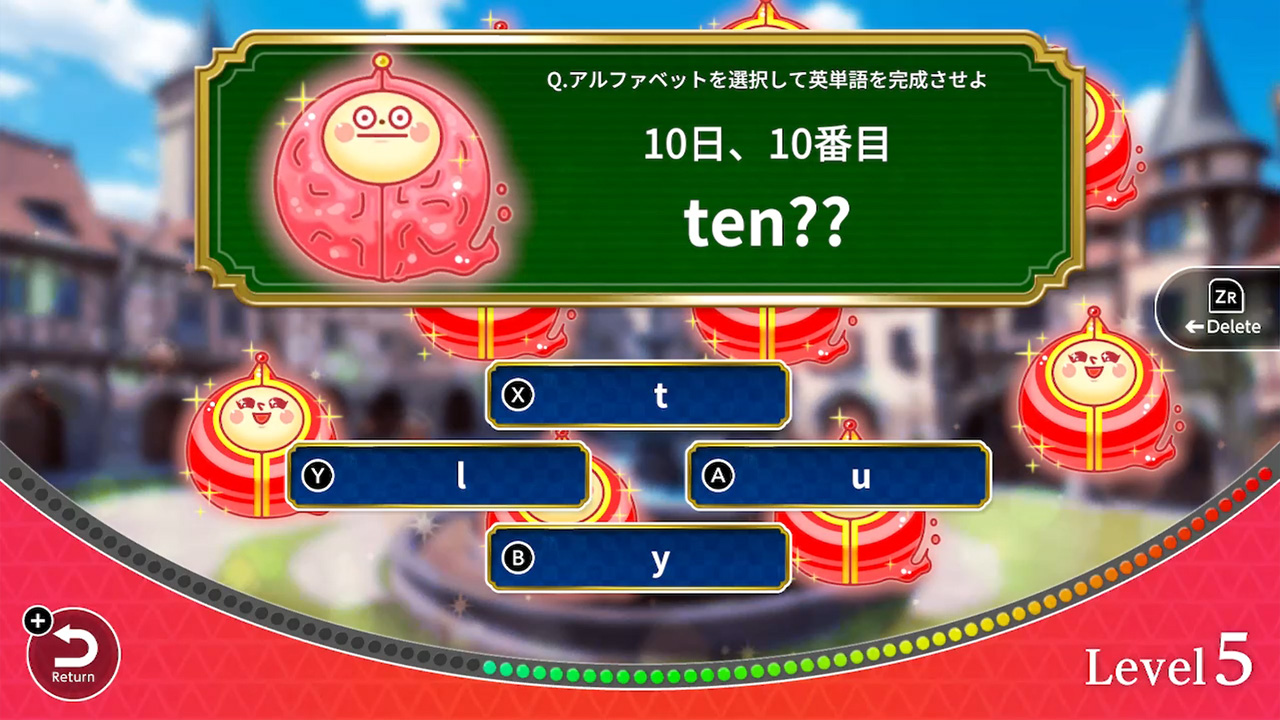 Q.アルファベットを選択して英単語を完成させよ
10日、10番目
ten??
ZR
←Delete
X t
Y l
A u
B y
+
Return
Level 5